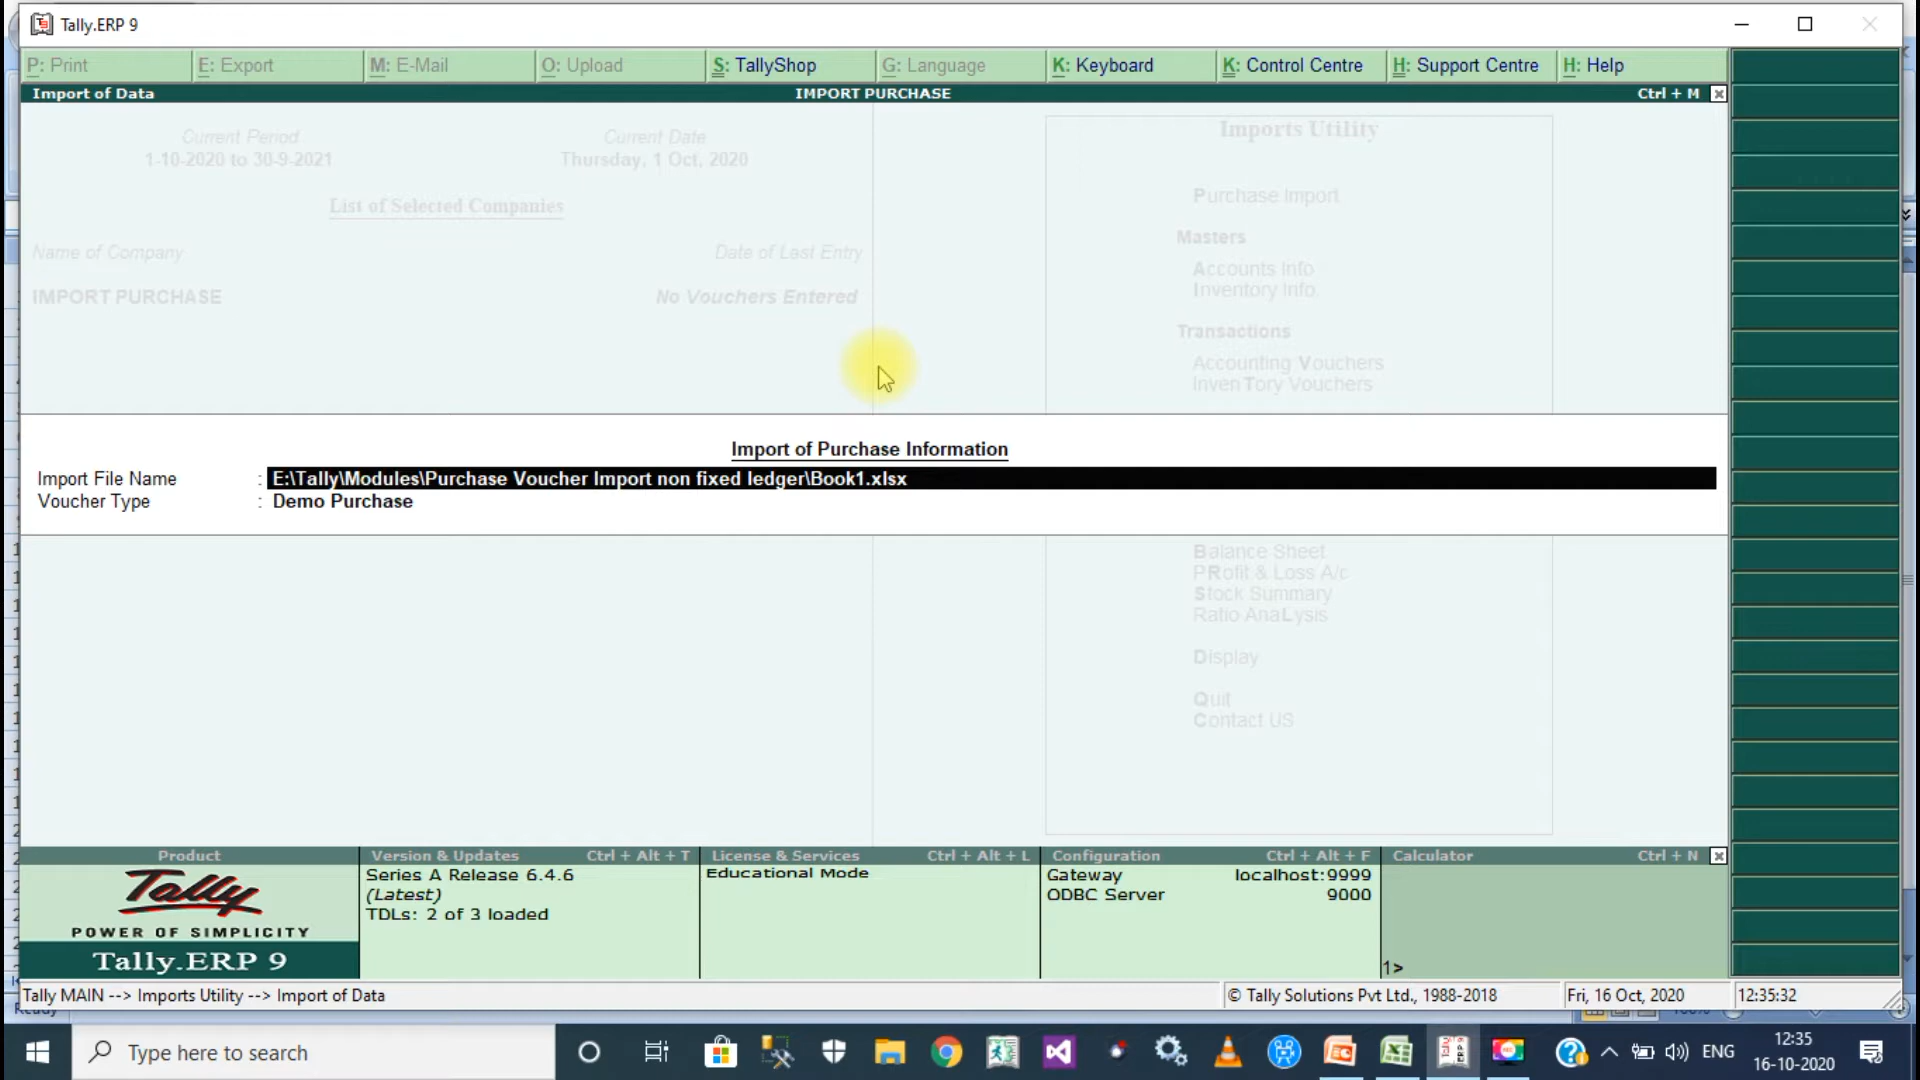 Tally.ERP 9
P: Print E: Export M: E-Mail O: Upload S: TallyShop G: Language K: Keyboard K: Control Centre H: Support Centre H: Help
Import of Data IMPORT PURCHASE Ctrl + M
Current Period Current Date
1-10-2020 to 30-9-2021 Thursday, 1 Oct, 2020
List of Selected Companies
Name of Company Date of Last Entry
IMPORT PURCHASE No Vouchers Entered
Imports Utility
Purchase Import
Masters
Accounts Info
Inventory Info.
Transactions
Accounting Vouchers
InvenTory Vouchers
Import of Purchase Information
Import File Name : E:\Tally\Modules\Purchase Voucher Import non fixed ledger\Book1.xlsx
Voucher Type : Demo Purchase
Balance Sheet
PRofit & Loss A/c
Stock Summary
Ratio AnaLysis
Display
Quit
Contact US
Product
Tally
POWER OF SIMPLICITY
Tally.ERP 9
Version & Updates Ctrl + Alt + T
Series A Release 6.4.6
(Latest)
TDLs: 2 of 3 loaded
License & Services Ctrl + Alt + L
Educational Mode
Configuration Ctrl + Alt + F
Gateway localhost:9999
ODBC Server 9000
Calculator Ctrl + N
1>
Tally MAIN --> Imports Utility --> Import of Data © Tally Solutions Pvt Ltd., 1988-2018 Fri, 16 Oct, 2020 12:35:32
Type here to search
ENG
12:35
16-10-2020